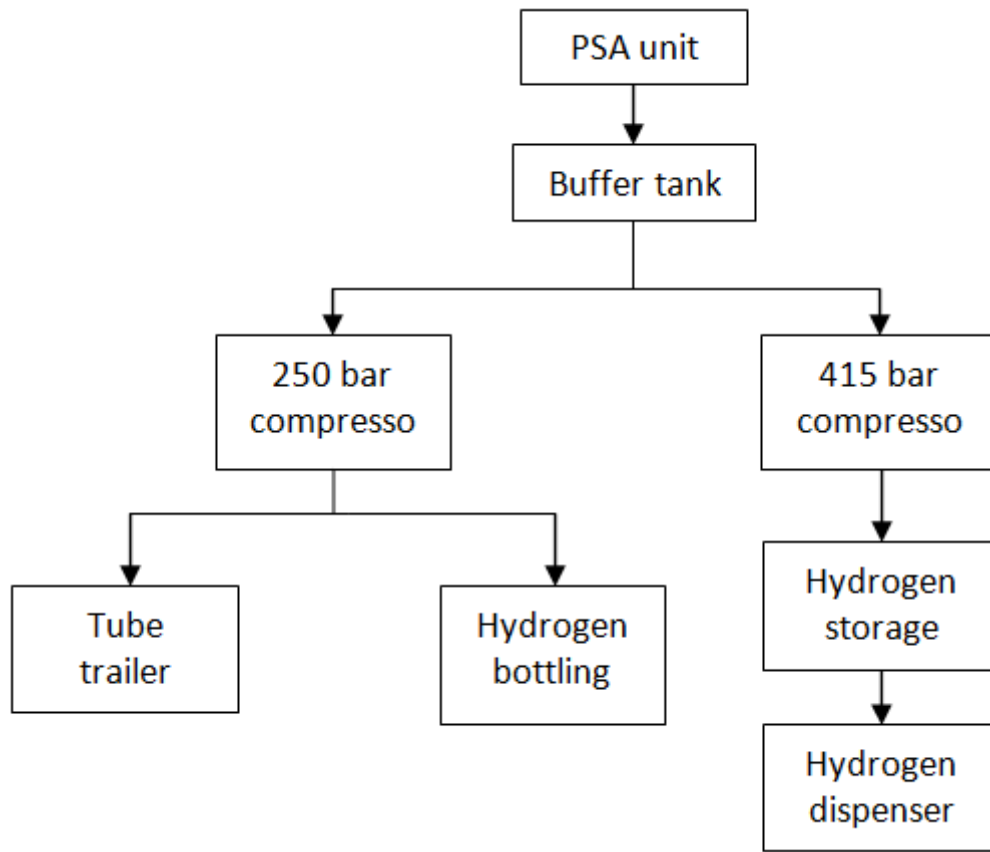 PSA unit
Buffer tank
250 bar
compresso
415 bar
compresso
Tube
trailer
Hydrogen
bottling
Hydrogen
storage
Hydrogen
dispenser